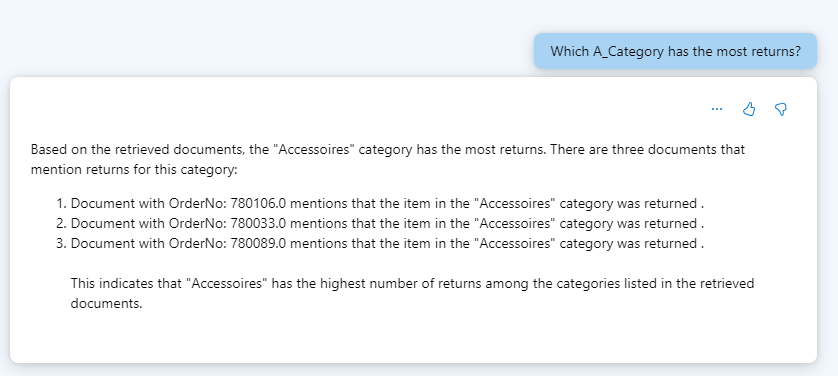 Which A_Category has the most returns?
Based on the retrieved documents, the "Accessoires" category has the most returns. There are three documents that
mention returns for this category:
1. Document with OrderNo: 780106.0 mentions that the item in the "Accessoires" category was returned .
2. Document with OrderNo: 780033.0 mentions that the item in the "Accessoires" category was returned .
3. Document with OrderNo: 780089.0 mentions that the item in the "Accessoires" category was returned .
This indicates that "Accessoires" has the highest number of returns among the categories listed in the retrieved
documents.